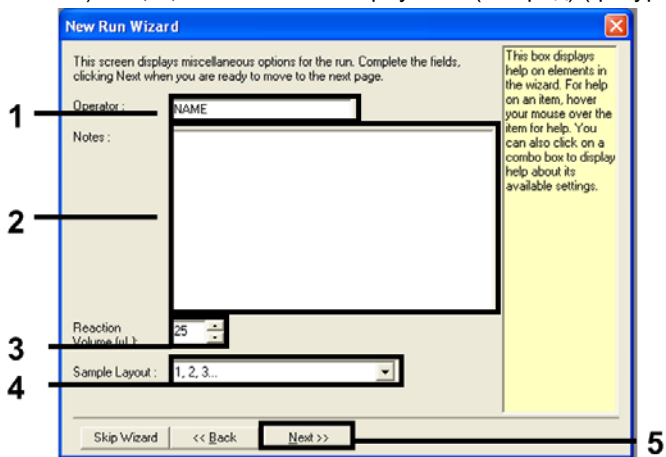 New Run Wizard
This screen displays miscellaneous options for the run. Complete the fields,
clicking Next when you are ready to move to the next page.
This box displays
help on elements in
the wizard. For help
on an item, hover
your mouse over the
item for help. You
can also click on a
combo box to display
help about its
available settings.
1
Operator :
NAME
Notes :
2
Reaction
Volume (µL):
25
3
Sample Layout :
1, 2, 3...
4
Skip Wizard
<< Back
Next >>
5